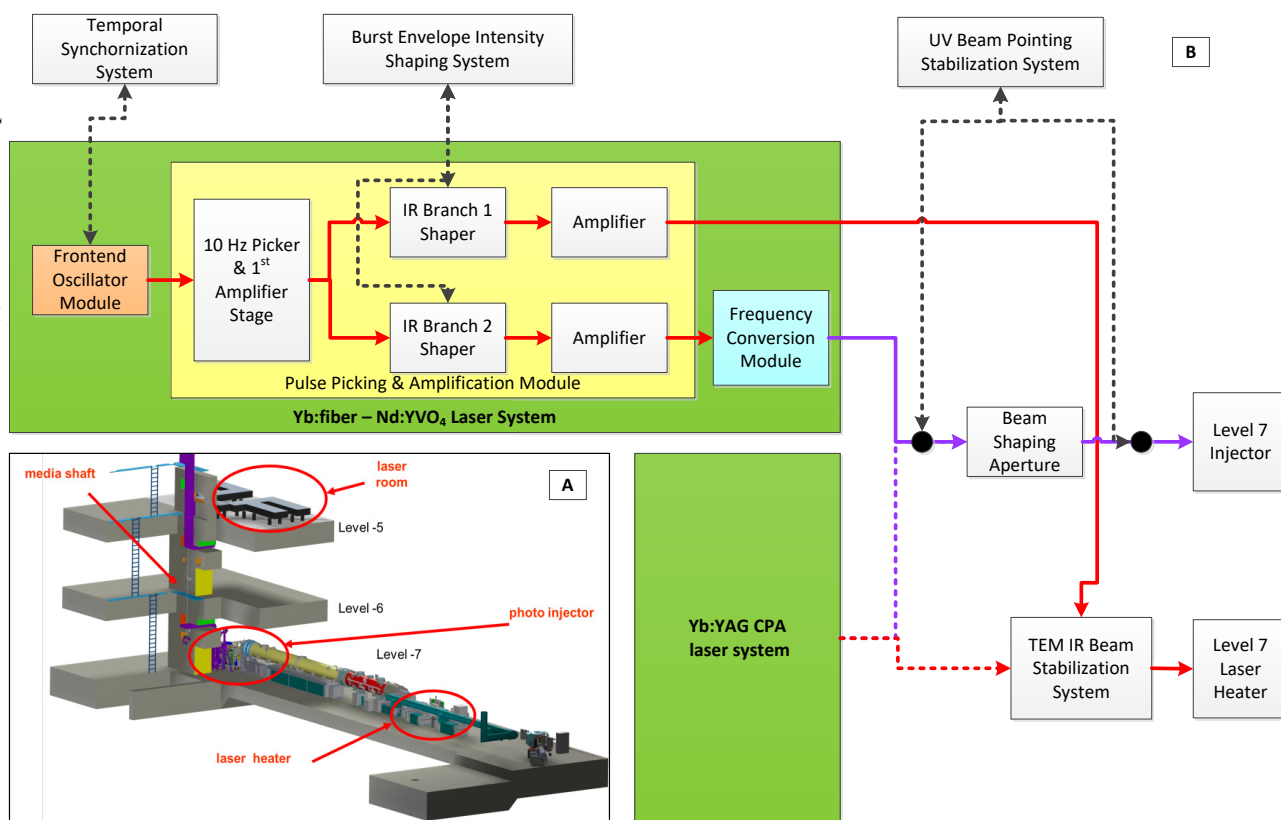 Temporal
Synchornization
System
Burst Envelope Intensity
Shaping System
UV Beam Pointing
Stabilization System
B
Frontend
Oscillator
Module
10 Hz Picker
& 1st
Amplifier
Stage
IR Branch 1
Shaper
Amplifier
IR Branch 2
Shaper
Amplifier
Frequency
Conversion
Module
Pulse Picking & Amplification Module
Yb:fiber – Nd:YVO4 Laser System
Beam
Shaping
Aperture
Level 7
Injector
media shaft
laser
room
A
Level -5
Level -6
photo injector
Level -7
laser heater
Yb:YAG CPA
laser system
TEM IR Beam
Stabilization
System
Level 7
Laser
Heater